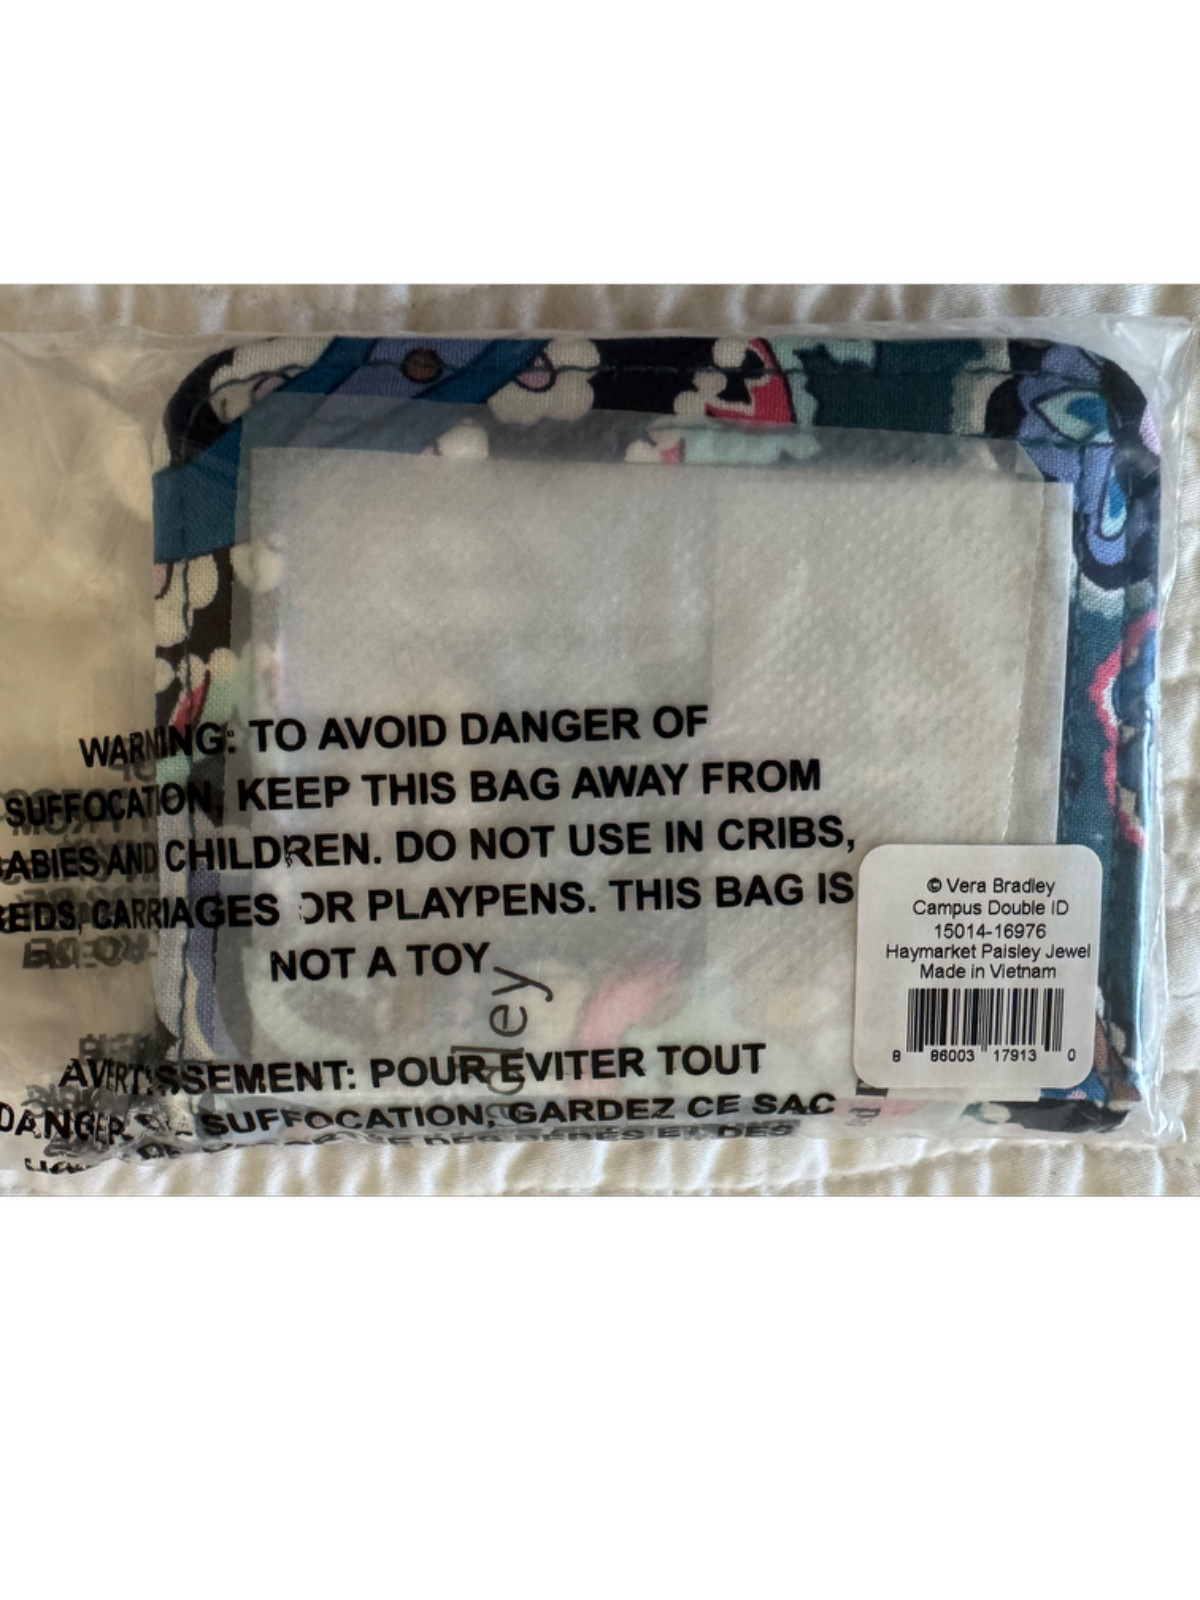 WARNING: TO AVOID DANGER OF
SUFFOCATION, KEEP THIS BAG AWAY FROM
BABIES AND CHILDREN. DO NOT USE IN CRIBS,
BEDS, CARRIAGES OR PLAYPENS. THIS BAG IS
NOT A TOY
AVERTISSEMENT: POUR EVITER TOUT
DANGER DE SUFFOCATION, GARDEZ CE SAC
© Vera Bradley
Campus Double ID
15014-16976
Haymarket Paisley Jewel
Made in Vietnam
8 86003 17913 0